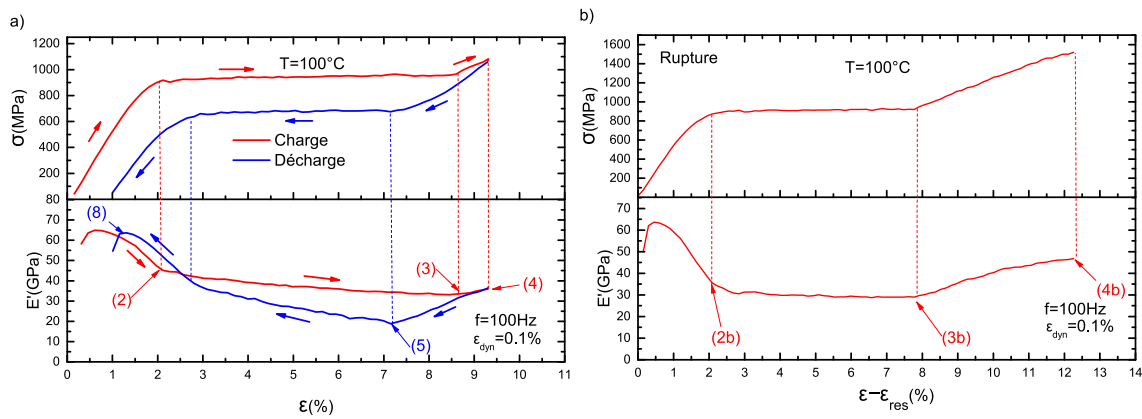 a)
1200
1000
800
600
400
200
80
σ(MPa)
T=100°C
Charge
Décharge
70
60
50
40
30
20
10
0
E'(GPa)
(8)
(2)
(3)
(4)
(5)
f=100Hz
εdyn=0.1%
0 1 2 3 4 5 6 7 8 9 10 11
ε(%)
b)
1600
1400
1200
1000
800
600
400
200
σ(MPa)
Rupture
T=100°C
70
60
50
40
30
20
10
0
E'(GPa)
(2b)
(3b)
(4b)
f=100Hz
εdyn=0.1%
0 1 2 3 4 5 6 7 8 9 10 11 12 13 14
ε−εres(%)